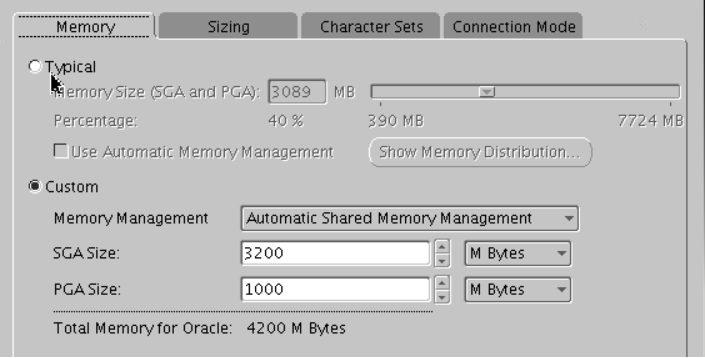 Memory Sizing Character Sets Connection Mode
Typical
Memory Size (SGA and PGA): 3089 MB
Percentage: 40 % 390 MB 7724 MB
Use Automatic Memory Management Show Memory Distribution...
Custom
Memory Management Automatic Shared Memory Management
SGA Size: 3200 M Bytes
PGA Size: 1000 M Bytes
Total Memory for Oracle: 4200 M Bytes